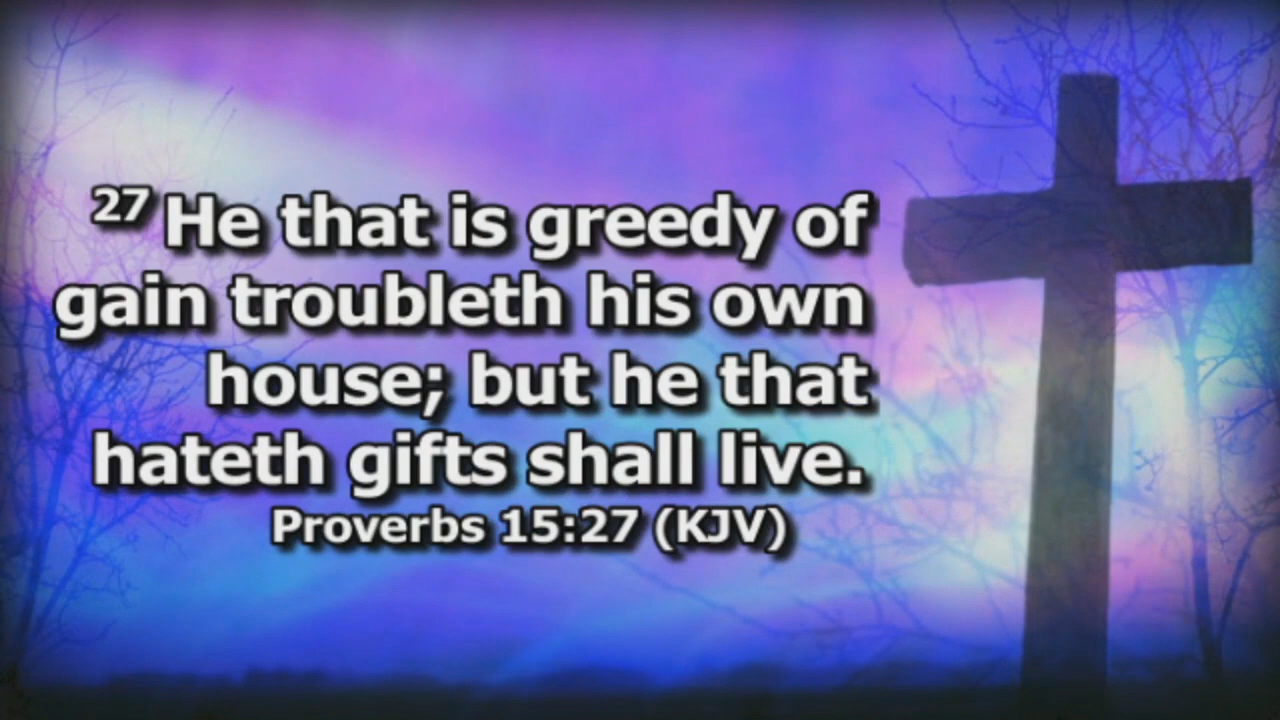 27 He that is greedy of
gain troubleth his own
house; but he that
hateth gifts shall live.
Proverbs 15:27 (KJV)